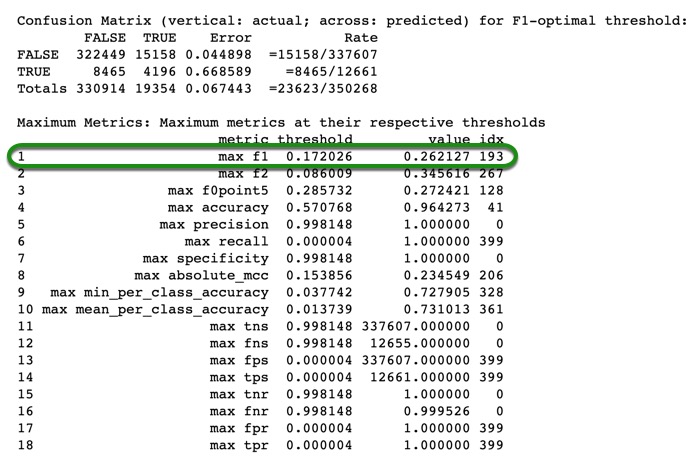 Confusion Matrix (vertical: actual; across: predicted) for F1-optimal threshold:
FALSE TRUE Error Rate
FALSE 322449 15158 0.044898 =15158/337607
TRUE 8465 4196 0.668589 =8465/12661
Totals 330914 19354 0.067443 =23623/350268
Maximum Metrics: Maximum metrics at their respective thresholds
metric threshold value idx
1 max f1 0.172026 0.262127 193
2 max f2 0.086009 0.345616 267
3 max f0point5 0.285732 0.272421 128
4 max accuracy 0.570768 0.964273 41
5 max precision 0.998148 1.000000 0
6 max recall 0.000004 1.000000 399
7 max specificity 0.998148 1.000000 0
8 max absolute_mcc 0.153856 0.234549 206
9 max min_per_class_accuracy 0.037742 0.727905 328
10 max mean_per_class_accuracy 0.013739 0.731013 361
11 max tns 0.998148 337607.000000 0
12 max fns 0.998148 12655.000000 0
13 max fps 0.000004 337607.000000 399
14 max tps 0.000004 12661.000000 399
15 max tnr 0.998148 1.000000 0
16 max fnr 0.998148 0.999526 0
17 max fpr 0.000004 1.000000 399
18 max tpr 0.000004 1.000000 399